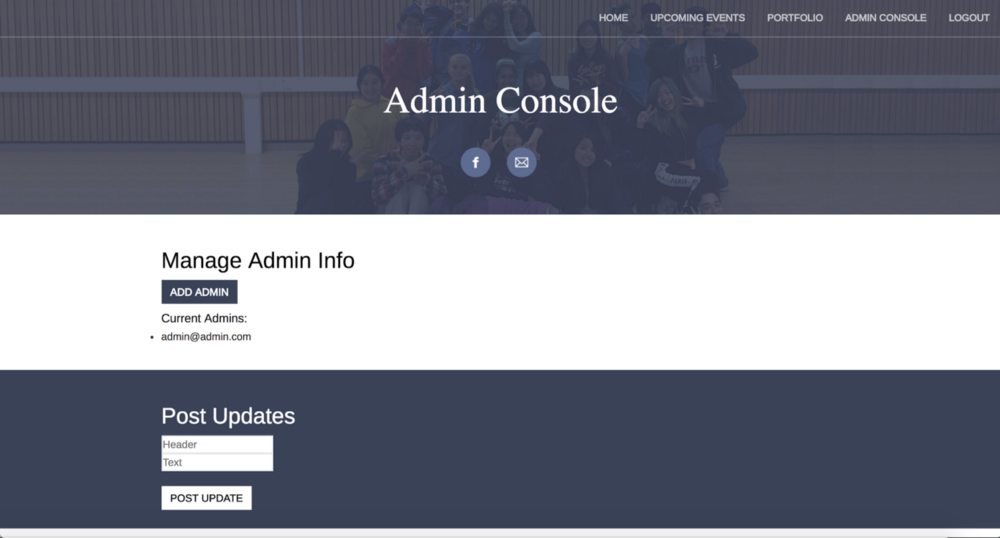 HOME UPCOMING EVENTS PORTFOLIO ADMIN CONSOLE LOGOUT
Admin Console
f
Manage Admin Info
ADD ADMIN
Current Admins:
admin@admin.com
Post Updates
Header
Text
POST UPDATE